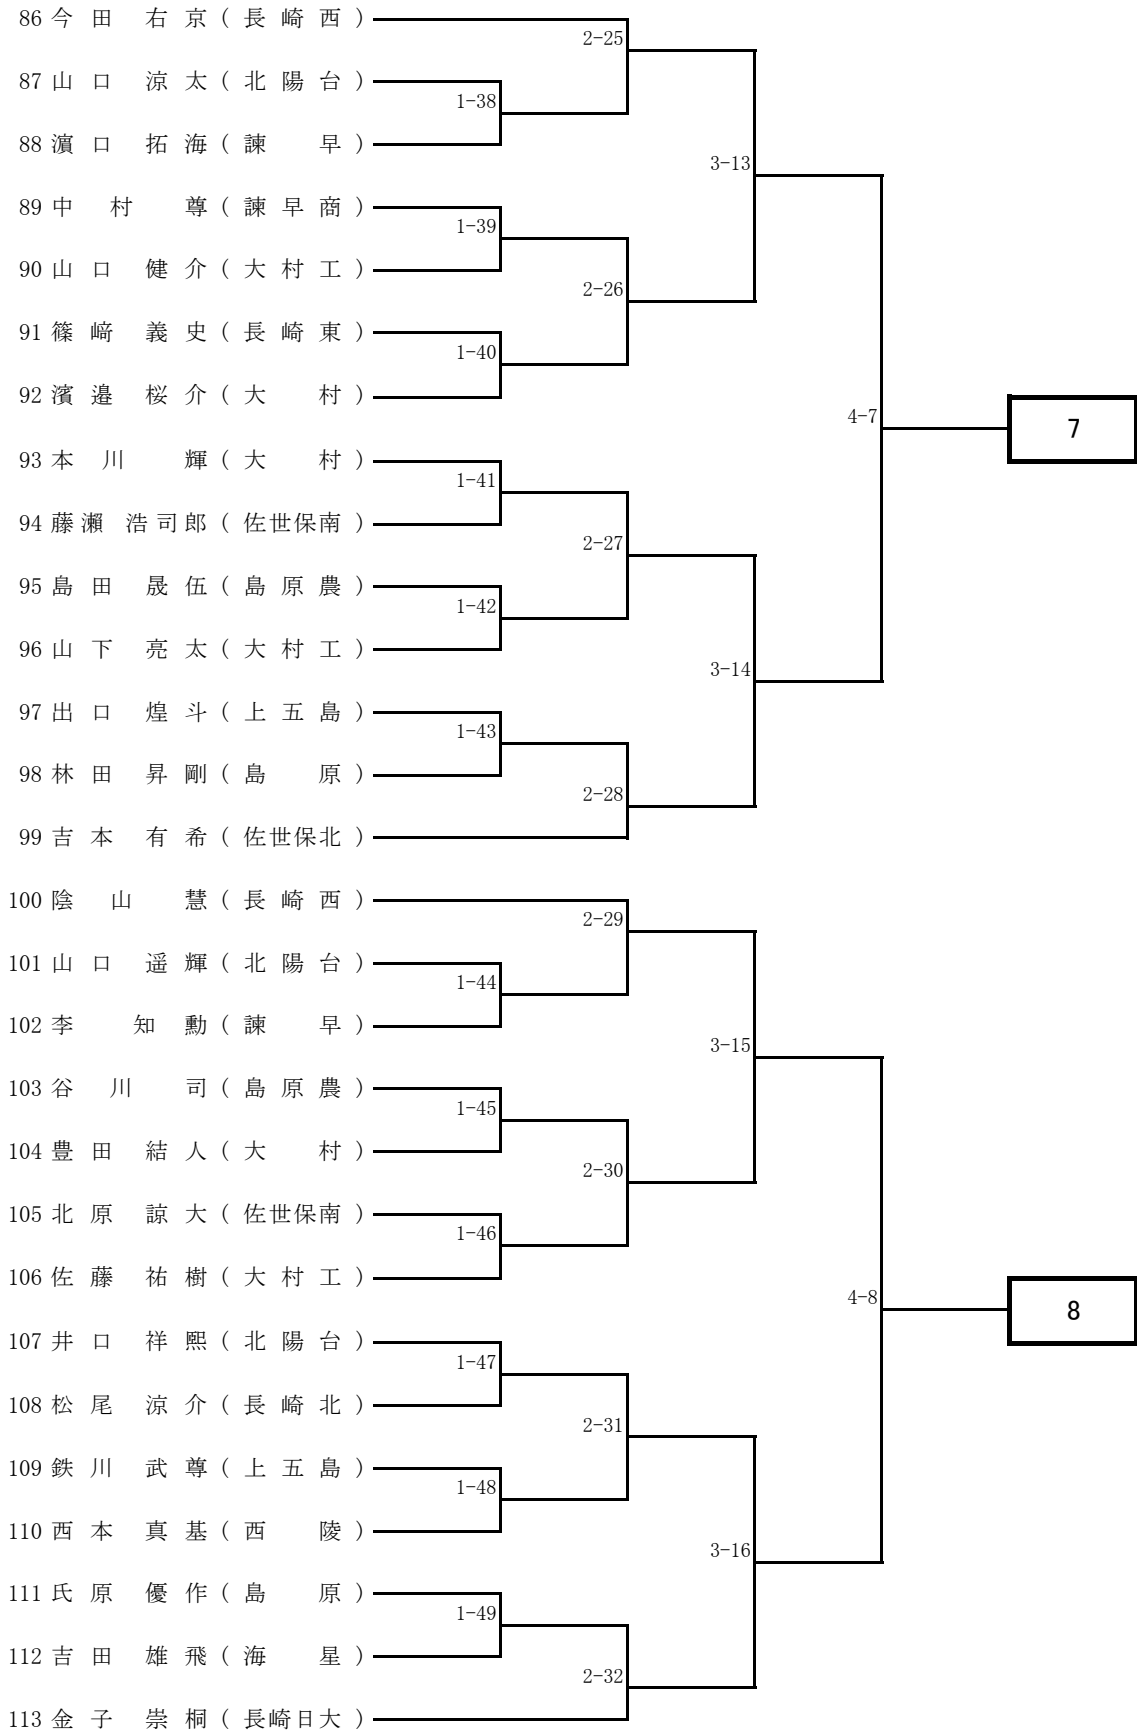 86 今田 右京 ( 長崎西 )
2-25
87 山口 涼太 ( 北陽台 )
1-38
88 濵口 拓海 ( 諫早 )
3-13
89 中村 尊 ( 諫早商 )
1-39
90 山口 健介 ( 大村工 )
2-26
91 篠﨑 義史 ( 長崎東 )
1-40
92 濱邉 桜介 ( 大村 )
4-7
7
93 本川 輝 ( 大村 )
1-41
94 藤瀨 浩司郎 ( 佐世保南 )
2-27
95 島田 晟伍 ( 島原農 )
1-42
96 山下 亮太 ( 大村工 )
3-14
97 出口 煌斗 ( 上五島 )
1-43
98 林田 昇剛 ( 島原 )
2-28
99 吉本 有希 ( 佐世保北 )
100 陰山 慧 ( 長崎西 )
2-29
101 山口 遥輝 ( 北陽台 )
1-44
102 李 知勳 ( 諫早 )
3-15
103 谷川 司 ( 島原農 )
1-45
104 豊田 結人 ( 大村 )
2-30
105 北原 諒大 ( 佐世保南 )
1-46
106 佐藤 祐樹 ( 大村工 )
4-8
8
107 井口 祥熙 ( 北陽台 )
1-47
108 松尾 涼介 ( 長崎北 )
2-31
109 鉄川 武尊 ( 上五島 )
1-48
110 西本 真基 ( 西陵 )
3-16
111 氏原 優作 ( 島原 )
1-49
112 吉田 雄飛 ( 海星 )
2-32
113 金子 崇桐 ( 長崎日大 )